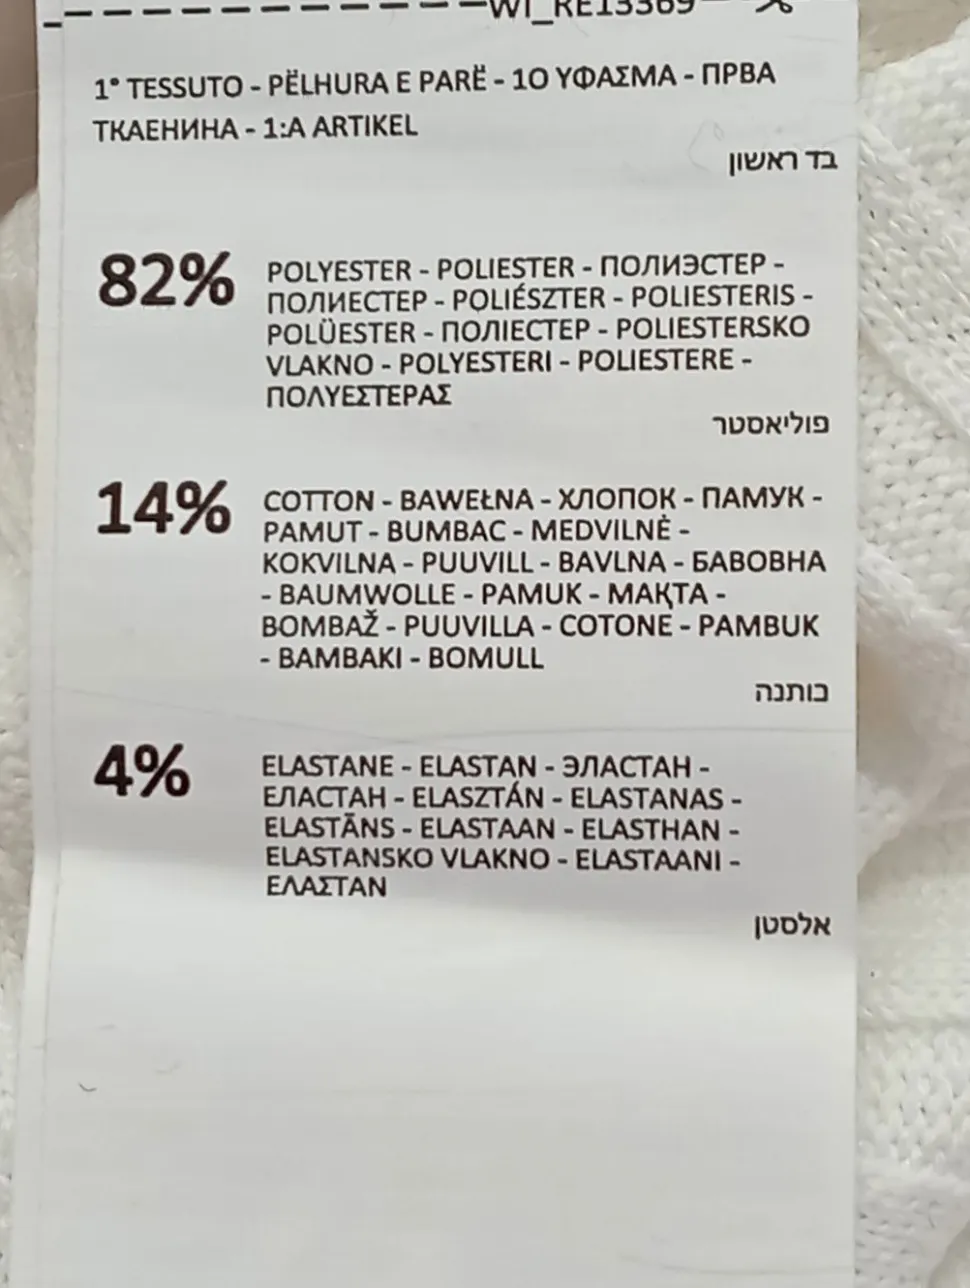 WI_RE13369
1° TESSUTO - PËLHURA E PARË - 1O ΥΦΑΣΜΑ - ПРВА
ТКАЕНИНА - 1:A ARTIKEL
בד ראשון
82%
POLYESTER - POLIESTER - ПОЛИЭСТЕР -
ПОЛИЕСТЕР - POLIÉSZTER - POLIESTERIS -
POLÜESTER - ПОЛІЕСТЕР - POLIESTERSKO
VLAKNO - POLYESTERI - POLIESTERE -
ΠΟΛΥΕΣΤΕΡΑΣ
פוליאסטר
14%
COTTON - BAWEŁNA - ХЛОПОК - ПАМУК -
PAMUT - BUMBAC - MEDVILNĖ -
KOKVILNA - PUUVILL - BAVLNA - БАВОВНА
- BAUMWOLLE - PAMUK - МАҚТА -
BOMBAŽ - PUUVILLA - COTONE - PAMBUK
- BAMBAKI - BOMULL
כותנה
4%
ELASTANE - ELASTAN - ЭЛАСТАН -
ЕЛАСТАН - ELASZTÁN - ELASTANAS -
ELASTĀNS - ELASTAAN - ELASTHAN -
ELASTANSKO VLAKNO - ELASTAANI -
ΕΛΑΣΤΑΝ
אלסטן